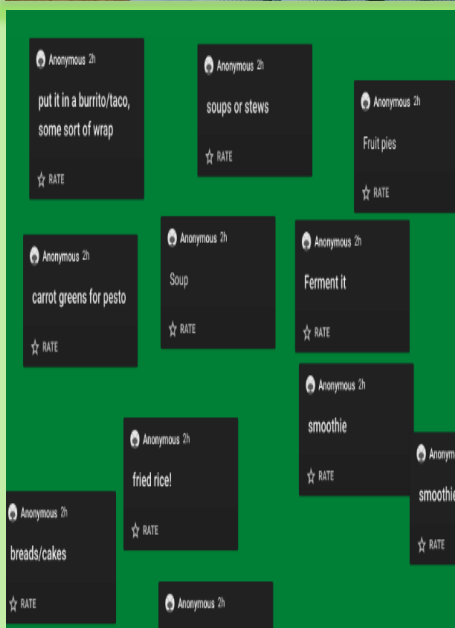 Anonymous 2h
put it in a burrito/taco,
some sort of wrap
RATE
Anonymous 2h
soups or stews
RATE
Anonymous 2h
Fruit pies
RATE
Anonymous 2h
carrot greens for pesto
RATE
Anonymous 2h
Soup
RATE
Anonymous 2h
Ferment it
RATE
Anonymous 2h
smoothie
RATE
Anonymous 2h
fried rice!
RATE
Anonym
smoothie
RATE
Anonymous 2h
breads/cakes
RATE
Anonymous 2h